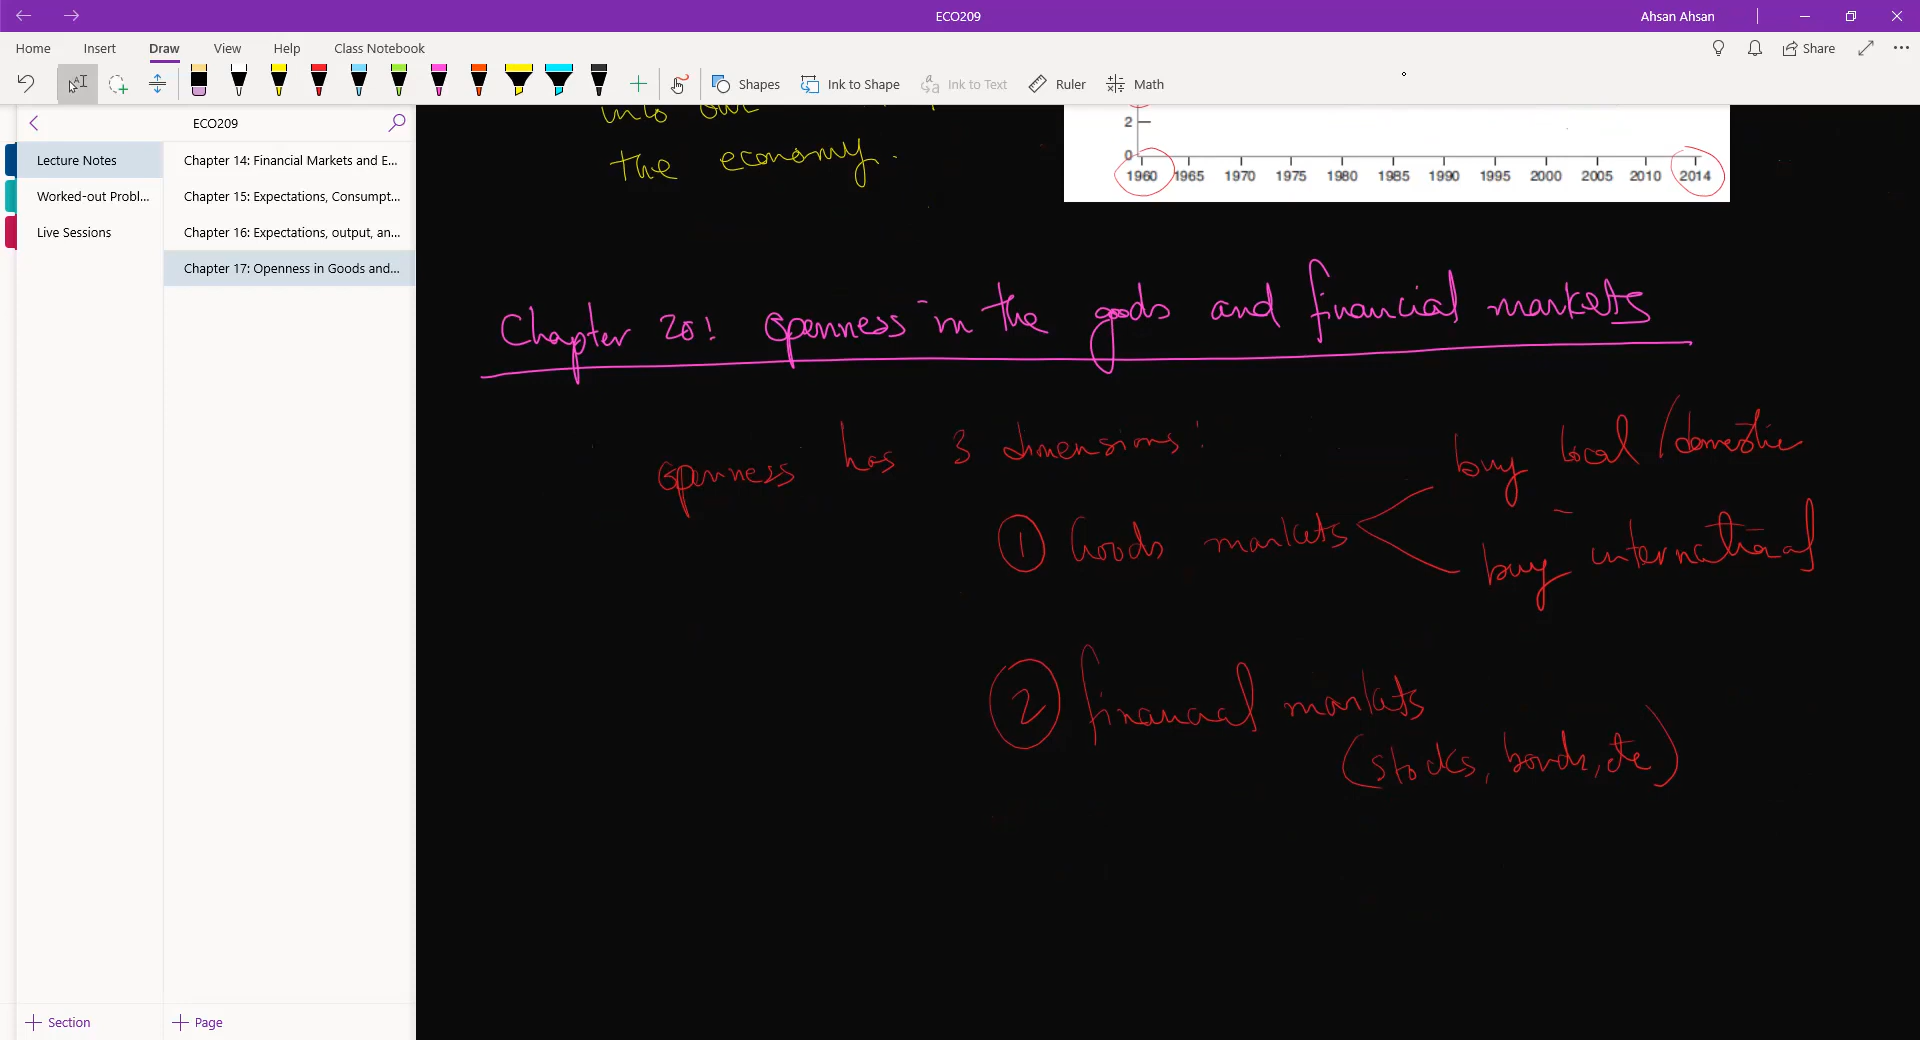 ECO209
Ahsan Ahsan
Home Insert Draw View Help Class Notebook
Share
Shapes Ink to Shape Ink to Text Ruler Math
ECO209
Lecture Notes
Worked-out Probl...
Live Sessions
Chapter 14: Financial Markets and E...
Chapter 15: Expectations, Consumpt...
Chapter 16: Expectations, output, an...
Chapter 17: Openness in Goods and...
into our
the economy.
2
0
1960 1965 1970 1975 1980 1985 1990 1995 2000 2005 2010 2014
Chapter 20: Openness in the goods and financial markets
Openness has 3 dimensions:
① Goods markets
buy local/domestic
buy international
② financial markets
(stocks, bonds, etc)
+ Section
+ Page